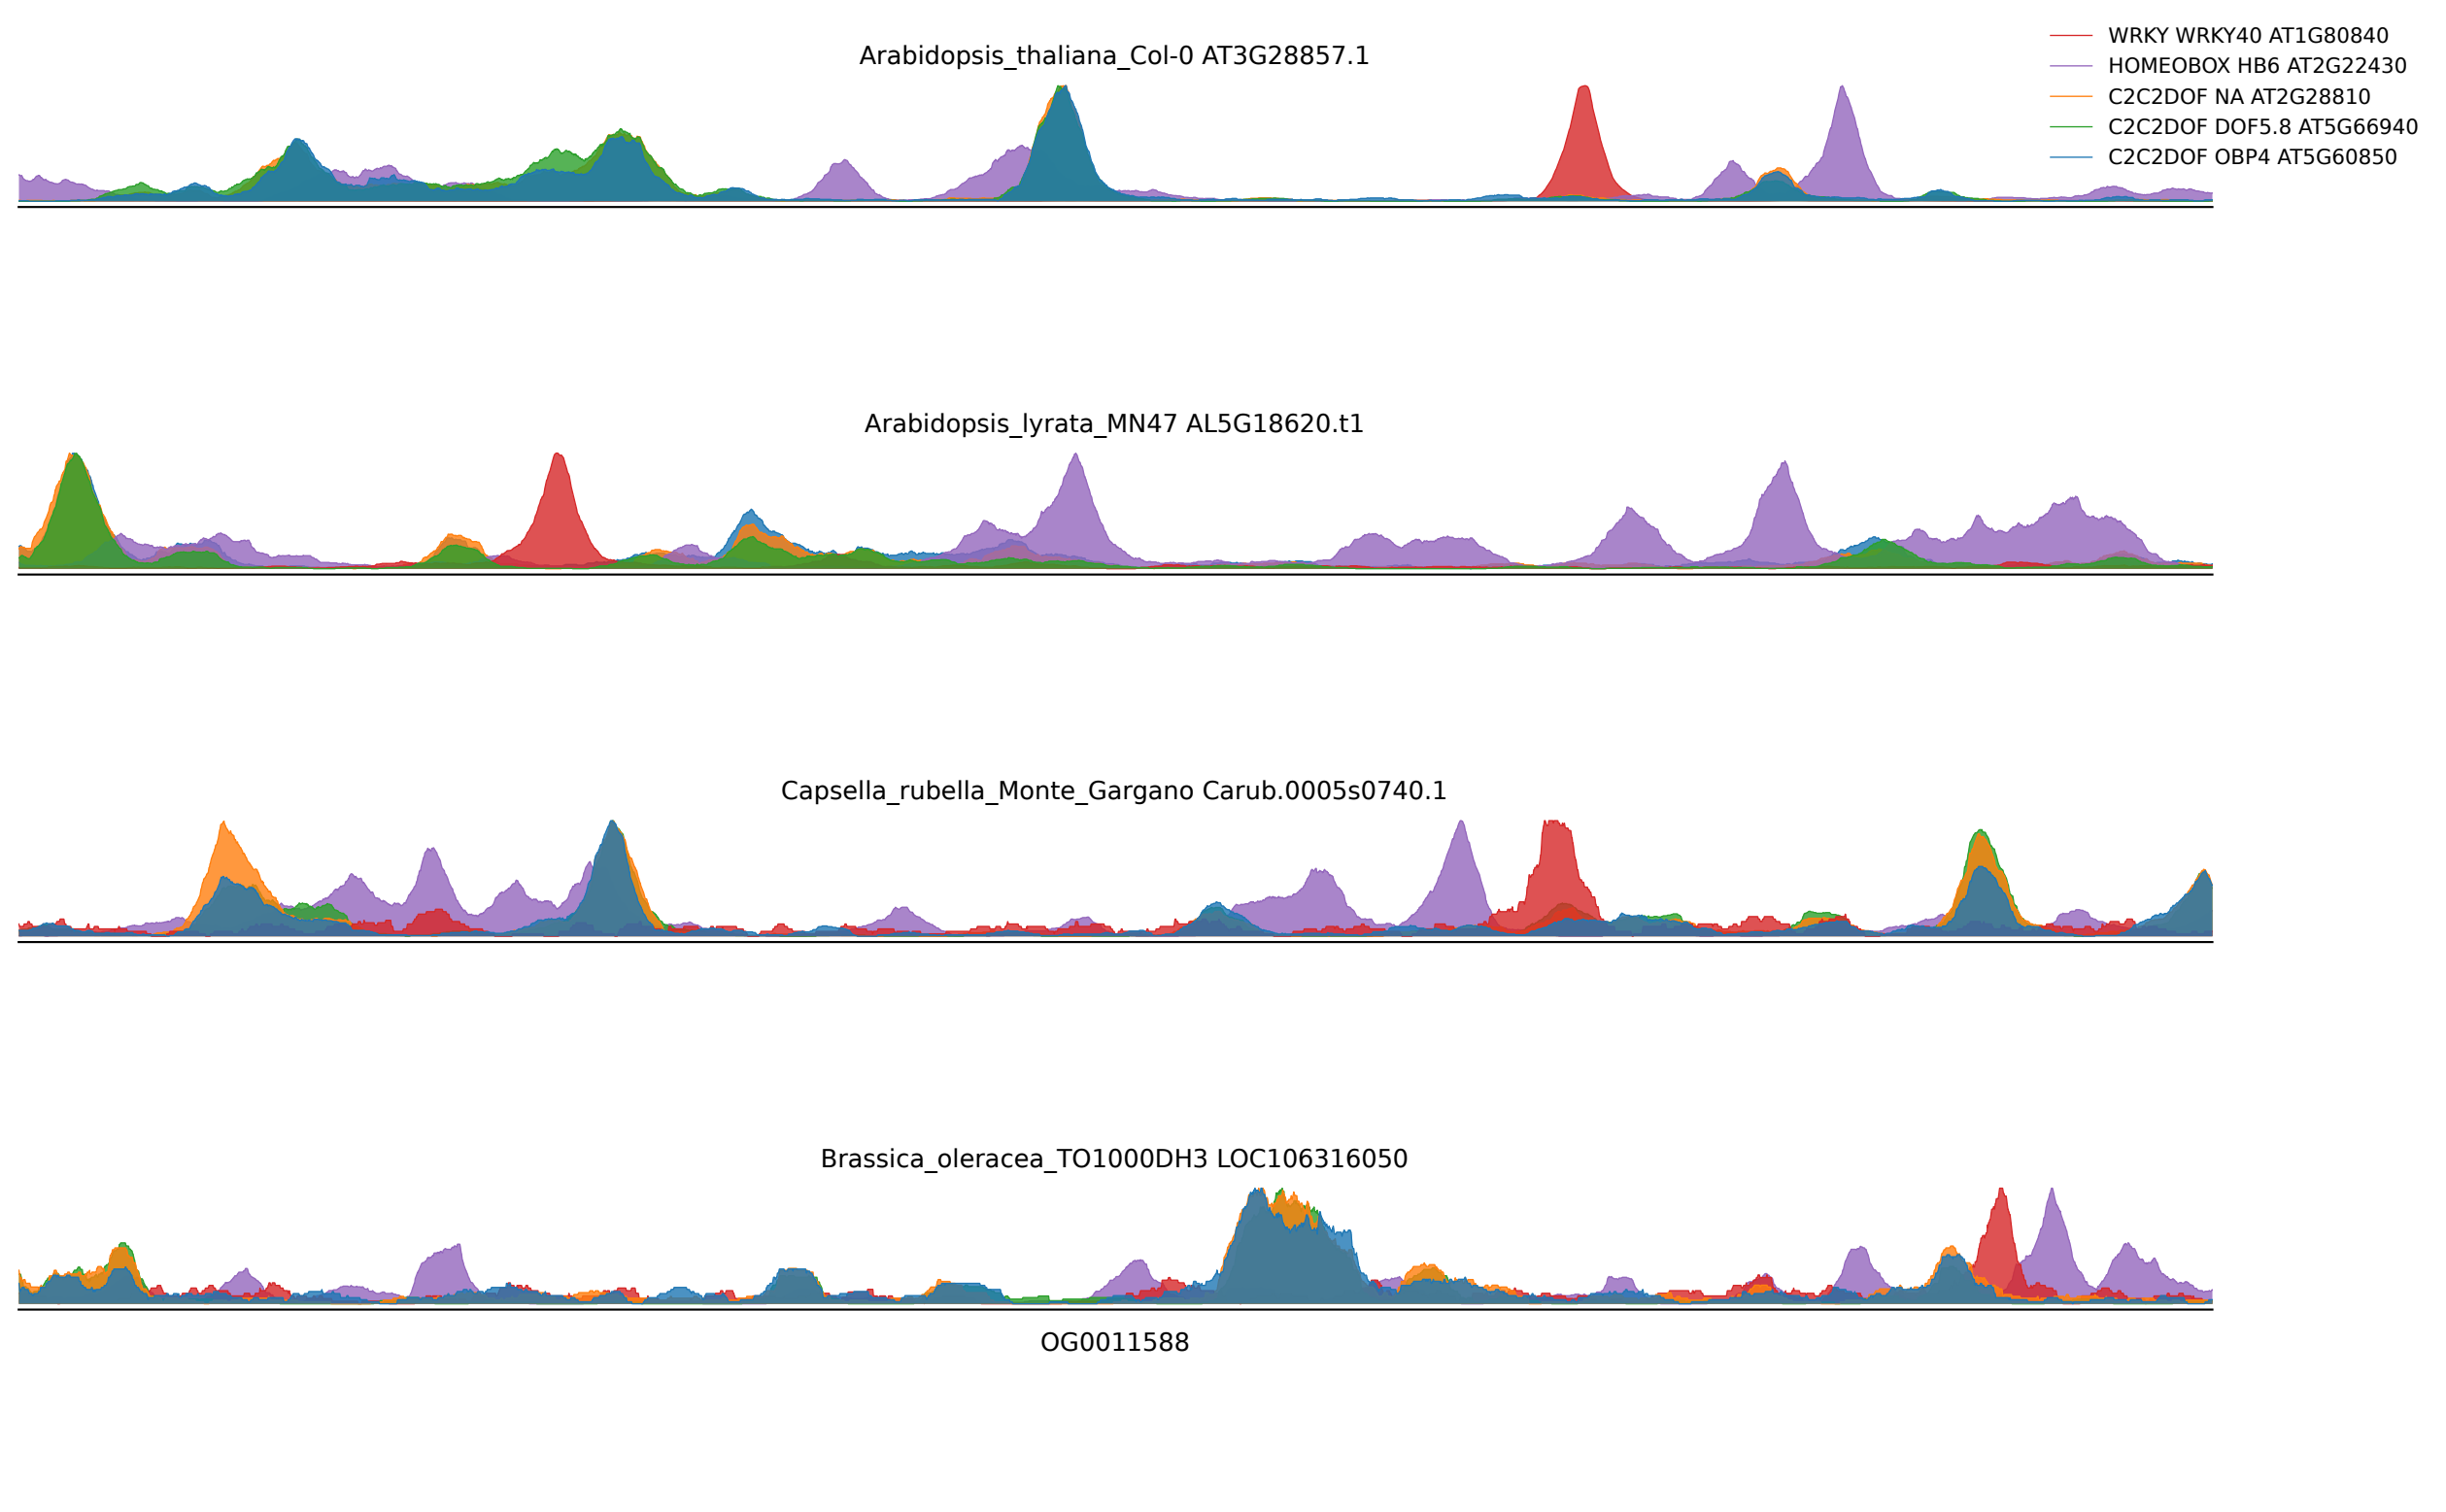 WRKY WRKY40 AT1G80840
HOMEOBOX HB6 AT2G22430
C2C2DOF NA AT2G28810
C2C2DOF DOF5.8 AT5G66940
C2C2DOF OBP4 AT5G60850
Arabidopsis_thaliana_Col-0 AT3G28857.1
Arabidopsis_lyrata_MN47 AL5G18620.t1
Capsella_rubella_Monte_Gargano Carub.0005s0740.1
Brassica_oleracea_TO1000DH3 LOC106316050
OG0011588